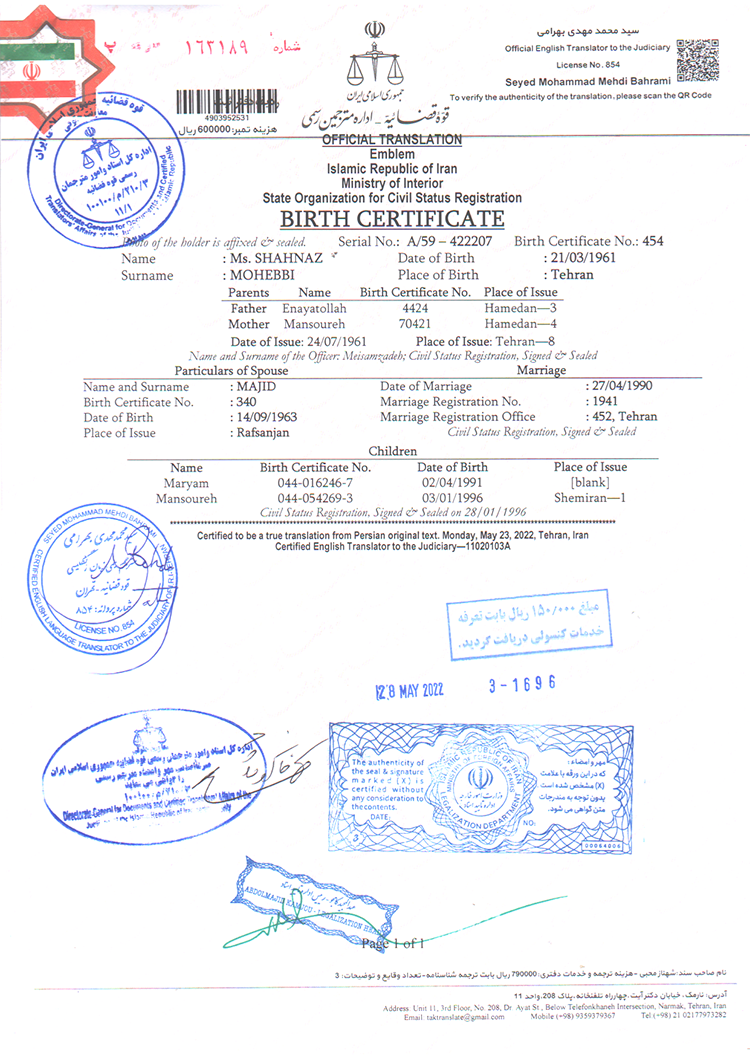 شماره ۱۶۳۱۸۹ پ
جمهوری اسلامی ایران
قوه قضائیه - اداره مترجمین رسمی
سید محمد مهدی بهرامی
Official English Translator to the Judiciary
License No. 854
Seyed Mohammad Mehdi Bahrami
To verify the authenticity of the translation, please scan the QR Code
4903952531
هزینه تمبر: 600000 ریال
OFFICIAL TRANSLATION
Emblem
Islamic Republic of Iran
Ministry of Interior
State Organization for Civil Status Registration
BIRTH CERTIFICATE
Photo of the holder is affixed & sealed. Serial No.: A/59 – 422207 Birth Certificate No.: 454
Name : Ms. SHAHNAZ Date of Birth : 21/03/1961
Surname : MOHEBBI Place of Birth : Tehran
Parents Name Birth Certificate No. Place of Issue
Father Enayatollah 4424 Hamedan—3
Mother Mansoureh 70421 Hamedan—4
Date of Issue: 24/07/1961 Place of Issue: Tehran—8
Name and Surname of the Officer: Meisamzadeh; Civil Status Registration, Signed & Sealed
Particulars of Spouse Marriage
Name and Surname : MAJID Date of Marriage : 27/04/1990
Birth Certificate No. : 340 Marriage Registration No. : 1941
Date of Birth : 14/09/1963 Marriage Registration Office : 452, Tehran
Place of Issue : Rafsanjan Civil Status Registration, Signed & Sealed
Children
Name Birth Certificate No. Date of Birth Place of Issue
Maryam 044-016246-7 02/04/1991 [blank]
Mansoureh 044-054269-3 03/01/1996 Shemiran—1
Civil Status Registration, Signed & Sealed on 28/01/1996
Certified to be a true translation from Persian original text. Monday, May 23, 2022, Tehran, Iran
Certified English Translator to the Judiciary—11020103A
اداره کل اسناد و امور مترجمان
رسمی قوه قضائیه
۱۰۰۱۰۰/م/۲۱۰/۳
۱۱/۱
Directorate-General for Documents and Certified
SEYED MOHAMMAD MEHDI BAHRAMI
سید محمد مهدی بهرامی
قوه قضائیه - تهران
شماره پروانه: ۸۵۴
LICENSE NO. 854
CERTIFIED ENGLISH LANGUAGE TRANSLATOR TO THE JUDICIARY OF I.R. IRAN
مبلغ ۱۵۰/۰۰۰ ریال بابت تعرفه
خدمات کنسولی دریافت گردید.
28 MAY 2022
3-1696
اداره کل اسناد و امور مترجمان رسمی قوه قضائیه جمهوری اسلامی ایران
The authenticity of
the seal & signature
marked (X) is
certified without
any consideration to
the contents.
DATE:
NO:
LEGALIZATION DEPARTMENT
وزارت امور خارجه
مهر و امضاء:
که در این ورقه با علامت
(X) مشخص شده است
بدون توجه به مندرجات
متن گواهی می شود.
00064006
Page 1 of 1
نام صاحب سند: شهناز محبی - هزینه ترجمه و خدمات دفتری: 790000 ریال بابت ترجمه شناسنامه - تعداد وقایع و توضیحات: 3
آدرس: نارمک، خیابان دکتر آیت، چهارراه تلفنخانه، پلاک 208، واحد 11
Address: Unit 11, 3rd Floor, No. 208, Dr. Ayat St., Below Telefonkhaneh Intersection, Narmak, Tehran, Iran
Email: taktranslate@gmail.com Mobile (+98) 9359379367 Tel (+98) 21 02177973282